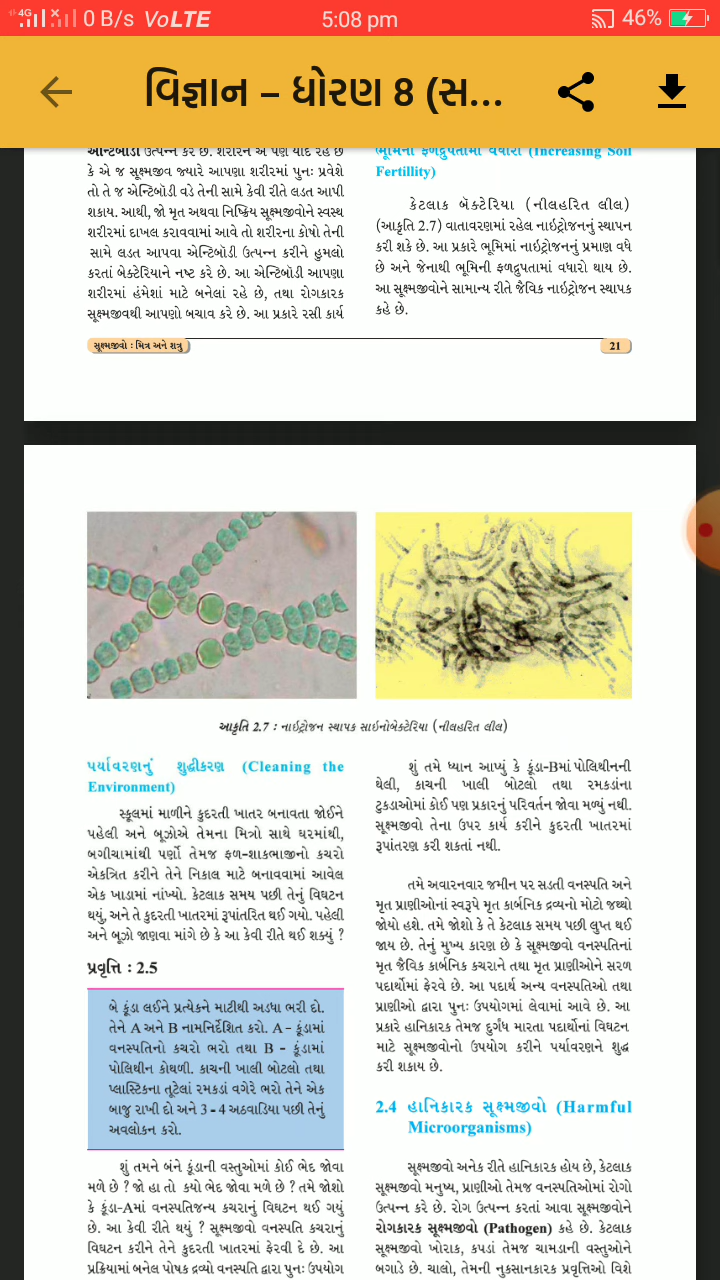 4G 0 B/s VoLTE 5:08 pm 46%
વિજ્ઞાન – ધોરણ 8 (સ...
એન્ટિબૉડી ઉત્પન્ન કરે છે. શરીરને એ પણ યાદ રહે છે
કે એ જ સૂક્ષ્મજીવ જ્યારે આપણા શરીરમાં પુનઃ પ્રવેશે
તો તે જ એન્ટિબૉડી વડે તેની સામે કેવી રીતે લડત આપી
શકાય. આથી, જો મૃત અથવા નિષ્ક્રિય સૂક્ષ્મજીવોને સ્વસ્થ
શરીરમાં દાખલ કરાવવામાં આવે તો શરીરના કોષો તેની
સામે લડત આપવા એન્ટિબૉડી ઉત્પન્ન કરીને હુમલો
કરતાં બેક્ટેરિયાને નષ્ટ કરે છે. આ એન્ટિબૉડી આપણા
શરીરમાં હંમેશાં માટે બનેલાં રહે છે, તથા રોગકારક
સૂક્ષ્મજીવથી આપણો બચાવ કરે છે. આ પ્રકારે રસી કાર્ય
ભૂમિની ફળદ્રુપતામાં વધારો (Increasing Soil
Fertillity)
કેટલાક બૅક્ટેરિયા (નીલહરિત લીલ)
(આકૃતિ 2.7) વાતાવરણમાં રહેલ નાઇટ્રોજનનું સ્થાપન
કરી શકે છે. આ પ્રકારે ભૂમિમાં નાઇટ્રોજનનું પ્રમાણ વધે
છે અને જેનાથી ભૂમિની ફળદ્રુપતામાં વધારો થાય છે.
આ સૂક્ષ્મજીવોને સામાન્ય રીતે જૈવિક નાઇટ્રોજન સ્થાપક
કહે છે.
સૂક્ષ્મજીવો : મિત્ર અને શત્રુ
21
આકૃતિ 2.7 : નાઇટ્રોજન સ્થાપક સાઇનોબેક્ટેરિયા (નીલહરિત લીલ)
પર્યાવરણનું શુદ્ધીકરણ (Cleaning the
Environment)
સ્કૂલમાં માળીને કુદરતી ખાતર બનાવતા જોઈને
પહેલી અને બૂઝોએ તેમના મિત્રો સાથે ઘરમાંથી,
બગીચામાંથી પર્ણો તેમજ ફળ-શાકભાજીનો કચરો
એકત્રિત કરીને તેને નિકાલ માટે બનાવવામાં આવેલ
એક ખાડામાં નાંખ્યો. કેટલાક સમય પછી તેનું વિઘટન
થયું, અને તે કુદરતી ખાતરમાં રૂપાંતરિત થઈ ગયો. પહેલી
અને બૂઝો જાણવા માંગે છે કે આ કેવી રીતે થઈ શક્યું ?
પ્રવૃત્તિ : 2.5
બે કૂંડા લઈને પ્રત્યેકને માટીથી અડધા ભરી દો.
તેને A અને B નામનિર્દેશિત કરો. A - કૂંડામાં
વનસ્પતિનો કચરો ભરો તથા B - કૂંડામાં
પોલિથીન કોથળી. કાચની ખાલી બોટલો તથા
પ્લાસ્ટિકના તૂટેલાં રમકડાં વગેરે ભરો તેને એક
બાજુ રાખી દો અને 3 - 4 અઠવાડિયા પછી તેનું
અવલોકન કરો.
શું તમને બંને કૂંડાની વસ્તુઓમાં કોઈ ભેદ જોવા
મળે છે ? જો હા તો કયો ભેદ જોવા મળે છે ? તમે જોશો
કે કૂંડા-Aમાં વનસ્પતિજન્ય કચરાનું વિઘટન થઈ ગયું
છે. આ કેવી રીતે થયું ? સૂક્ષ્મજીવો વનસ્પતિ કચરાનું
વિઘટન કરીને તેને કુદરતી ખાતરમાં ફેરવી દે છે. આ
પ્રક્રિયામાં બનેલ પોષક દ્રવ્યો વનસ્પતિ દ્વારા પુનઃ ઉપયોગ
શું તમે ધ્યાન આપ્યું કે કૂંડા-Bમાં પોલિથીનની
થેલી, કાચની ખાલી બોટલો તથા રમકડાંના
ટુકડાઓમાં કોઈ પણ પ્રકારનું પરિવર્તન જોવા મળ્યું નથી.
સૂક્ષ્મજીવો તેના ઉપર કાર્ય કરીને કુદરતી ખાતરમાં
રૂપાંતરણ કરી શકતાં નથી.
તમે અવારનવાર જમીન પર સડતી વનસ્પતિ અને
મૃત પ્રાણીઓનાં સ્વરૂપે મૃત કાર્બનિક દ્રવ્યનો મોટો જથ્થો
જોયો હશે. તમે જોશો કે તે કેટલાક સમય પછી લુપ્ત થઈ
જાય છે. તેનું મુખ્ય કારણ છે કે સૂક્ષ્મજીવો વનસ્પતિનાં
મૃત જૈવિક કાર્બનિક કચરાને તથા મૃત પ્રાણીઓને સરળ
પદાર્થોમાં ફેરવે છે. આ પદાર્થ અન્ય વનસ્પતિઓ તથા
પ્રાણીઓ દ્વારા પુનઃ ઉપયોગમાં લેવામાં આવે છે. આ
પ્રકારે હાનિકારક તેમજ દુર્ગંધ મારતા પદાર્થોનાં વિઘટન
માટે સૂક્ષ્મજીવોનો ઉપયોગ કરીને પર્યાવરણને શુદ્ધ
કરી શકાય છે.
2.4 હાનિકારક સૂક્ષ્મજીવો (Harmful
Microorganisms)
સૂક્ષ્મજીવો અનેક રીતે હાનિકારક હોય છે, કેટલાક
સૂક્ષ્મજીવો મનુષ્ય, પ્રાણીઓ તેમજ વનસ્પતિઓમાં રોગો
ઉત્પન્ન કરે છે. રોગ ઉત્પન્ન કરતાં આવા સૂક્ષ્મજીવોને
રોગકારક સૂક્ષ્મજીવો (Pathogen) કહે છે. કેટલાક
સૂક્ષ્મજીવો ખોરાક, કપડાં તેમજ ચામડાની વસ્તુઓને
બગાડે છે. ચાલો, તેમની નુકસાનકારક પ્રવૃત્તિઓ વિશે